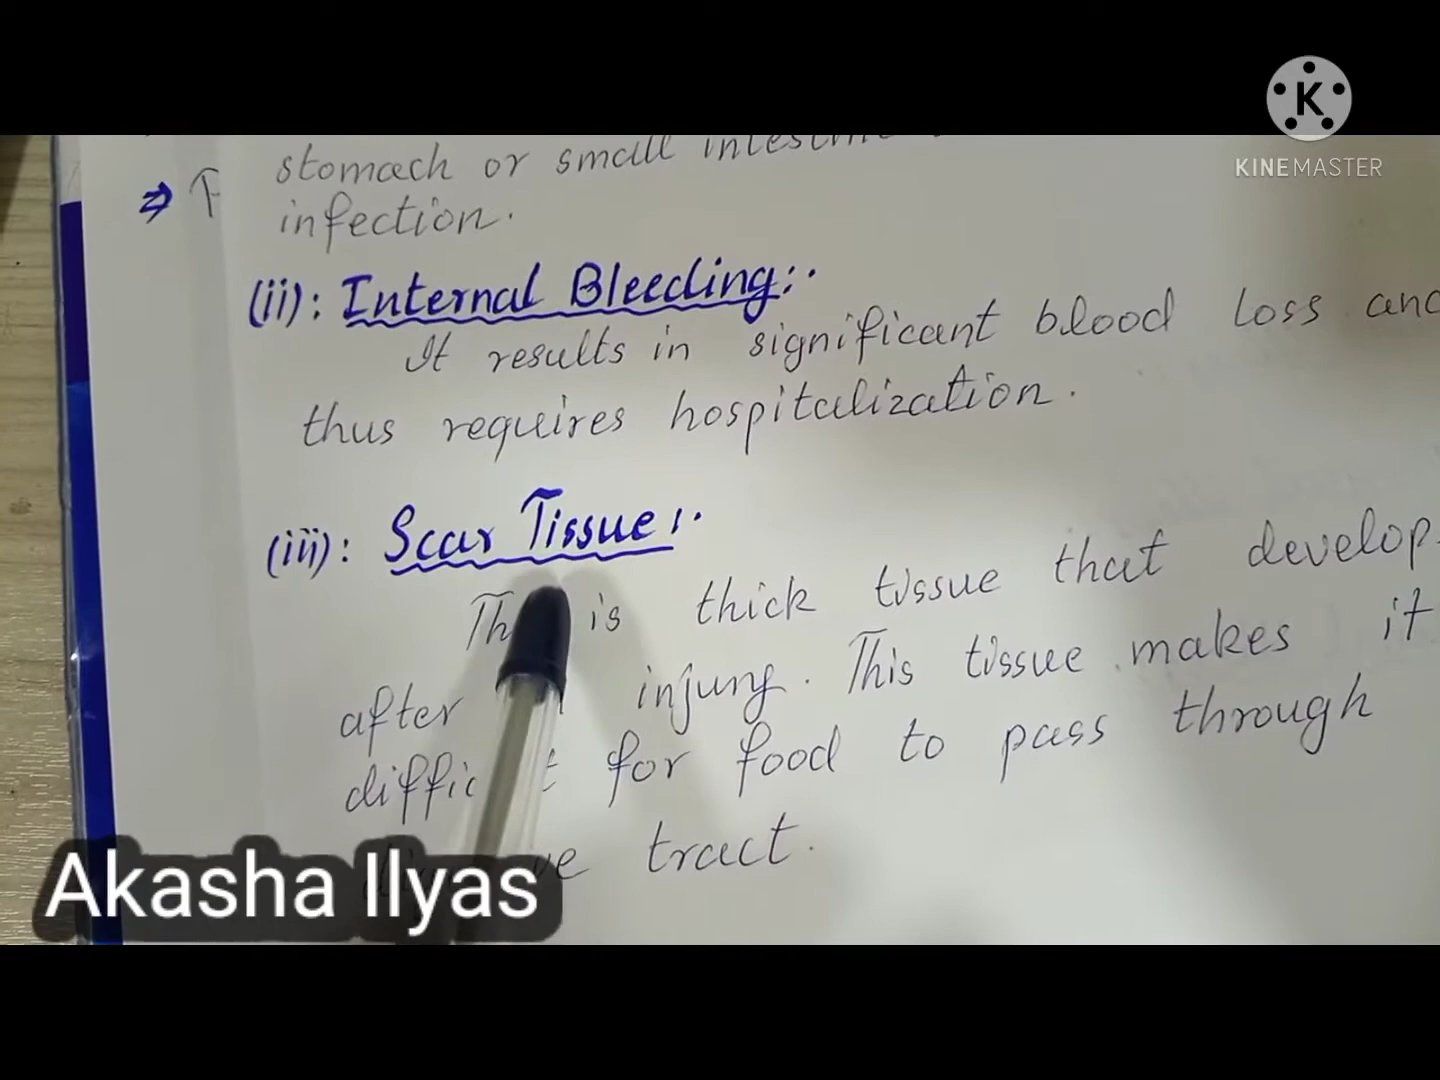 K
KINEMASTER
stomach or small
⇒
infection.
(ii): Internal Bleeding:.
It results in significant blood loss and
thus requires hospitalization.
(iii): Scar Tissue:.
is thick tissue that develop
after injury. This tissue makes it
for food to pass through
tract.
Akasha Ilyas